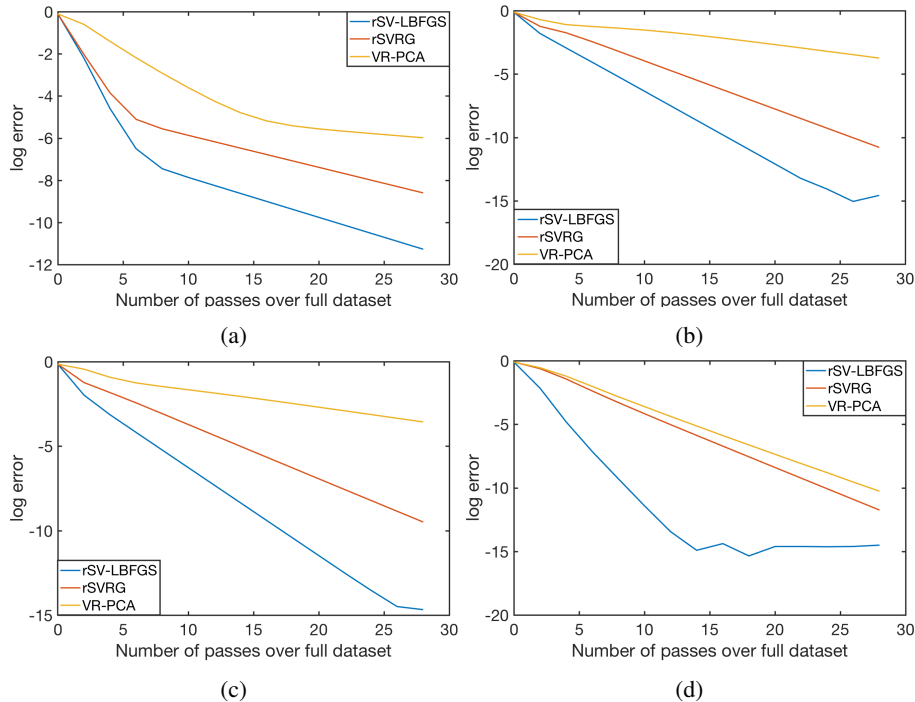 0
-2
-4
-6
-8
-10
-12
log error
0 5 10 15 20 25 30
Number of passes over full dataset
rSV-LBFGS
rSVRG
VR-PCA
(a)
0
-5
-10
-15
-20
log error
0 5 10 15 20 25 30
Number of passes over full dataset
rSV-LBFGS
rSVRG
VR-PCA
(b)
0
-5
-10
-15
log error
0 5 10 15 20 25 30
Number of passes over full dataset
rSV-LBFGS
rSVRG
VR-PCA
(c)
0
-5
-10
-15
-20
log error
0 5 10 15 20 25 30
Number of passes over full dataset
rSV-LBFGS
rSVRG
VR-PCA
(d)